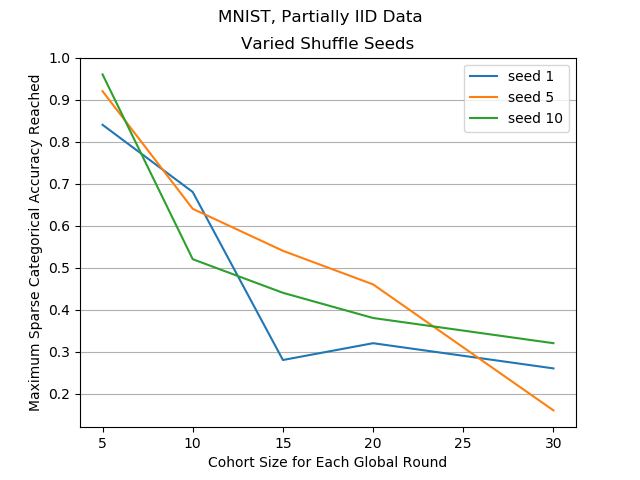 MNIST, Partially IID Data
Varied Shuffle Seeds
Maximum Sparse Categorical Accuracy Reached
1.0
0.9
0.8
0.7
0.6
0.5
0.4
0.3
0.2
seed 1
seed 5
seed 10
5 10 15 20 25 30
Cohort Size for Each Global Round